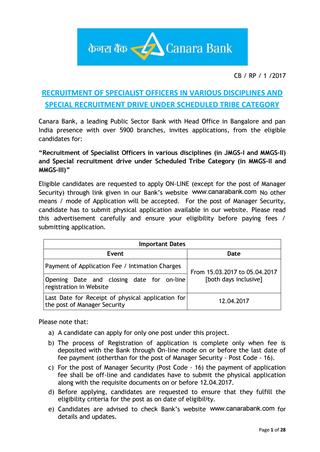 केनरा बैंक Canara Bank
CB / RP / 1 /2017
RECRUITMENT OF SPECIALIST OFFICERS IN VARIOUS DISCIPLINES AND
SPECIAL RECRUITMENT DRIVE UNDER SCHEDULED TRIBE CATEGORY
Canara Bank, a leading Public Sector Bank with Head Office in Bangalore and pan
India presence with over 5900 branches, invites applications, from the eligible
candidates for:
“Recruitment of Specialist Officers in various disciplines (in JMGS-I and MMGS-II)
and Special recruitment drive under Scheduled Tribe Category (in MMGS-II and
MMGS-III)”
Eligible candidates are requested to apply ON-LINE (except for the post of Manager
Security) through link given in our Bank’s website www.canarabank.com No other
means / mode of Application will be accepted. For the post of Manager Security,
candidate has to submit physical application available in our website. Please read
this advertisement carefully and ensure your eligibility before paying fees /
submitting application.
Important Dates
Event Date
Payment of Application Fee / Intimation Charges
From 15.03.2017 to 05.04.2017
[both days inclusive]
Opening Date and closing date for on-line
registration in Website
Last Date for Receipt of physical application for
the post of Manager Security
12.04.2017
Please note that:
a) A candidate can apply for only one post under this project.
b) The process of Registration of application is complete only when fee is
deposited with the Bank through On-line mode on or before the last date of
fee payment (otherthan for the post of Manager Security - Post Code - 16).
c) For the post of Manager Security (Post Code - 16) the payment of application
fee shall be off-line and candidates have to submit the physical application
along with the requisite documents on or before 12.04.2017.
d) Before applying, candidates are requested to ensure that they fulfill the
eligibility criteria for the post as on date of eligibility.
e) Candidates are advised to check Bank’s website www.canarabank.com for
details and updates.
Page 1 of 28